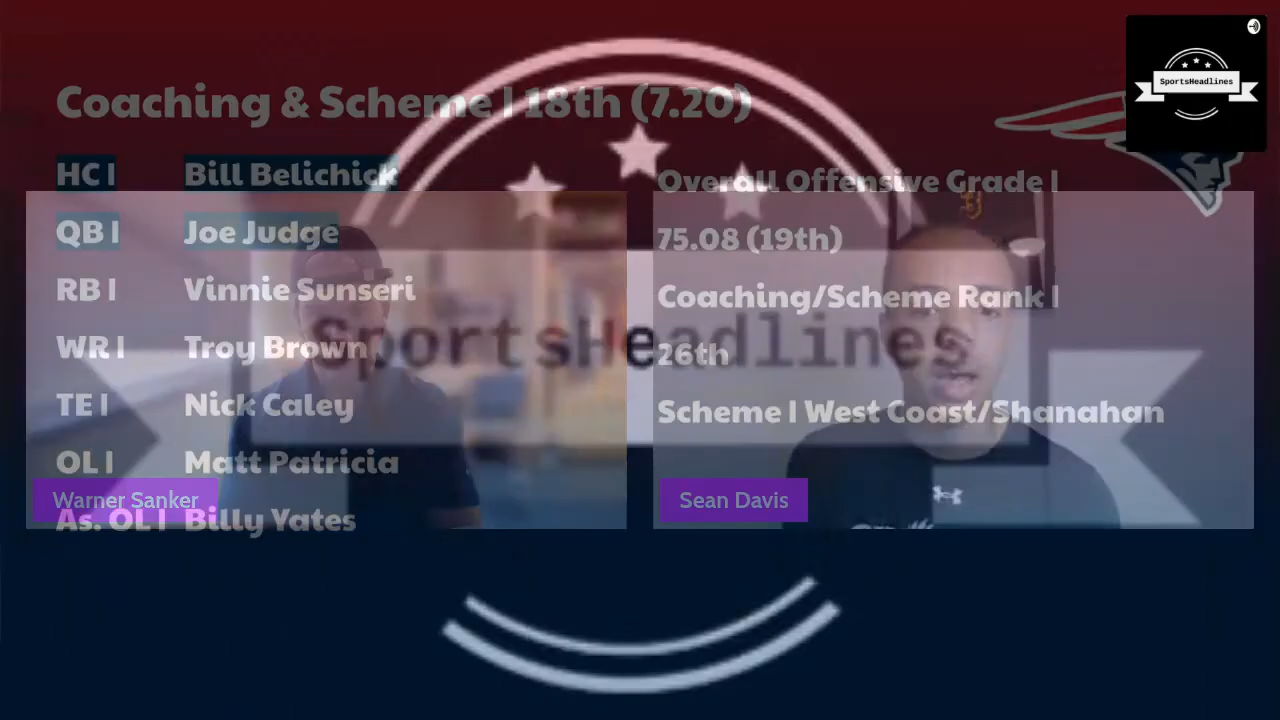 Coaching & Scheme | 18th (7.20)
SportsHeadlines
HC | Bill Belichick
QB | Joe Judge
RB | Vinnie Sunseri
WR | Troy Brown
TE | Nick Caley
OL | Matt Patricia
As. OL | Billy Yates
Overall Offensive Grade |
75.08 (19th)
Coaching/Scheme Rank |
26th
Scheme | West Coast/Shanahan
SportsHeadlines
Warner Sanker
Sean Davis